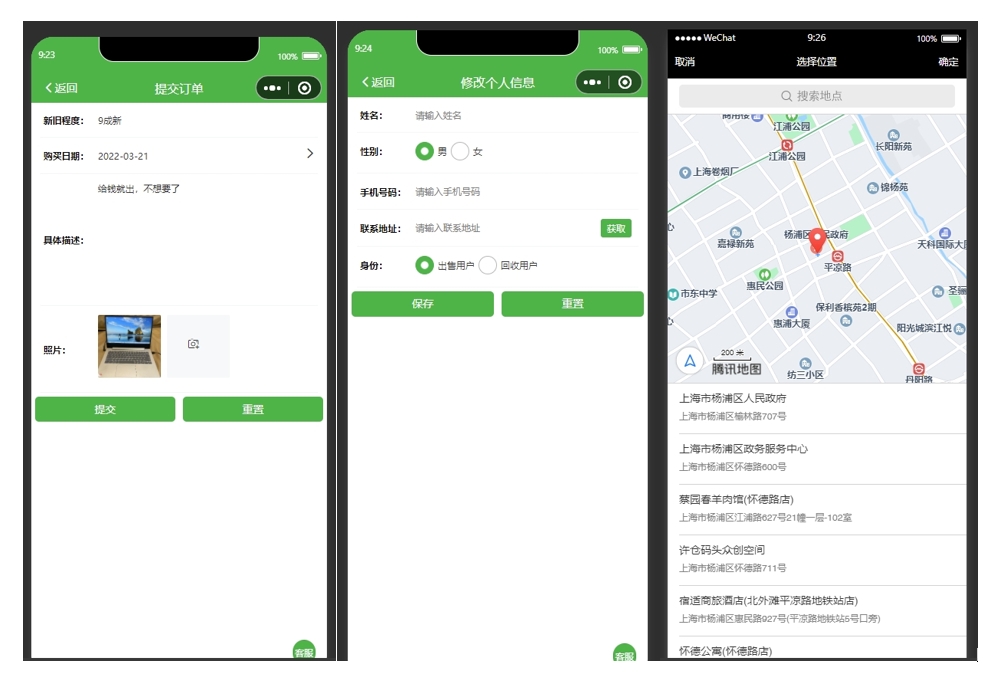 9:23
100%
返回
提交订单
新旧程度：
9成新
购买日期：
2022-03-21
给钱就出，不想要了
具体描述：
照片：
提交
重置
客服
9:24
100%
返回
修改个人信息
姓名：
请输入姓名
性别：
男
女
手机号码：
请输入手机号码
联系地址：
请输入联系地址
获取
身份：
出售用户
回收用户
保存
重置
客服
WeChat
9:26
100%
取消
选择位置
确定
搜索地点
江浦公园
长阳新苑
江浦公园
上海卷烟厂
锦杨苑
嘉禄新苑
天科国际大
平凉路
惠民公园
市东中学
圣骊
保利香槟苑2期
惠浦大厦
阳光城滨江悦
200 米
腾讯地图
纺三小区
丹阳路
上海市杨浦区人民政府
上海市杨浦区榆林路707号
上海市杨浦区政务服务中心
上海市杨浦区怀德路600号
蔡园春羊肉馆(怀德路店)
上海市杨浦区江浦路627号21幢一层-102室
许仓码头众创空间
上海市杨浦区怀德路711号
宿适商旅酒店(北外滩平凉路地铁站店)
上海市杨浦区惠民路927号(平凉路地铁站5号口旁)
怀德公寓(怀德路店)